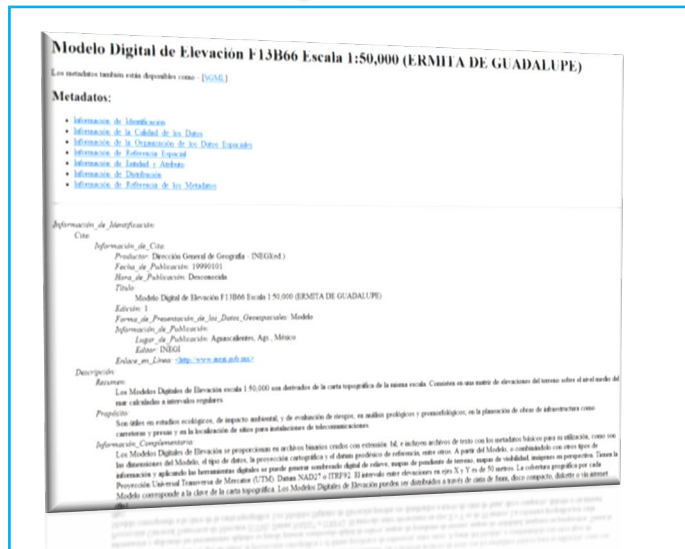 Modelo Digital de Elevación F13B66 Escala 1:50,000 (ERMITA DE GUADALUPE)
Los metadatos también están disponibles como - [SGML]
Metadatos:
• Información de Identificación
• Información de la Calidad de los Datos
• Información de la Organización de los Datos Espaciales
• Información de Referencia Espacial
• Información de Entidad y Atributo
• Información de Distribución
• Información de Referencia de los Metadatos
Información_de_Identificación:
Cita:
Información_de_Cita:
Productor: Dirección General de Geografía - INEGI(ed.)
Fecha_de_Publicación: 19990101
Hora_de_Publicación: Desconocida
Título:
Modelo Digital de Elevación F13B66 Escala 1:50,000 (ERMITA DE GUADALUPE)
Edición: 1
Forma_de_Presentación_de_los_Datos_Geoespaciales: Modelo
Información_de_Publicación:
Lugar_de_Publicación: Aguascalientes, Ags., México
Editor: INEGI
Enlace_en_Línea: <http://www.inegi.gob.mx>
Descripción:
Resumen:
Los Modelos Digitales de Elevación escala 1:50,000 son derivados de la carta topográfica de la misma escala. Consisten en una matriz de elevaciones del terreno sobre el nivel medio del
mar calculadas a intervalos regulares.
Propósito:
Son útiles en estudios ecológicos, de impacto ambiental, y de evaluación de riesgos, en análisis geológicos y geomorfológicos, en la planeación de obras de infraestructura como
carreteras y presas y en la localización de sitios para instalaciones de telecomunicaciones.
Información_Complementaria:
Los Modelos Digitales de Elevación se proporcionan en archivos binarios crudos con extensión .bil, e incluyen archivos de texto con los metadatos básicos para su utilización, como son
las dimensiones del Modelo, el tipo de datos, la proyección cartográfica y el datum geodésico de referencia, entre otros. A partir del Modelo, o combinándolo con otros tipos de
información y aplicando las herramientas digitales se puede generar sombreado digital de relieve, mapas de pendiente de terreno, mapas de visibilidad, imágenes en perspectiva. Tienen la
Proyección Universal Transversa de Mercator (UTM). Datum NAD27 o ITRF92. El intervalo entre elevaciones en ejes X y Y es de 50 metros. La cobertura geográfica por cada
Modelo corresponde a la clave de la carta topográfica. Los Modelos Digitales de Elevación pueden ser distribuidos a través de cinta de 8mm, disco compacto, diskette o vía internet